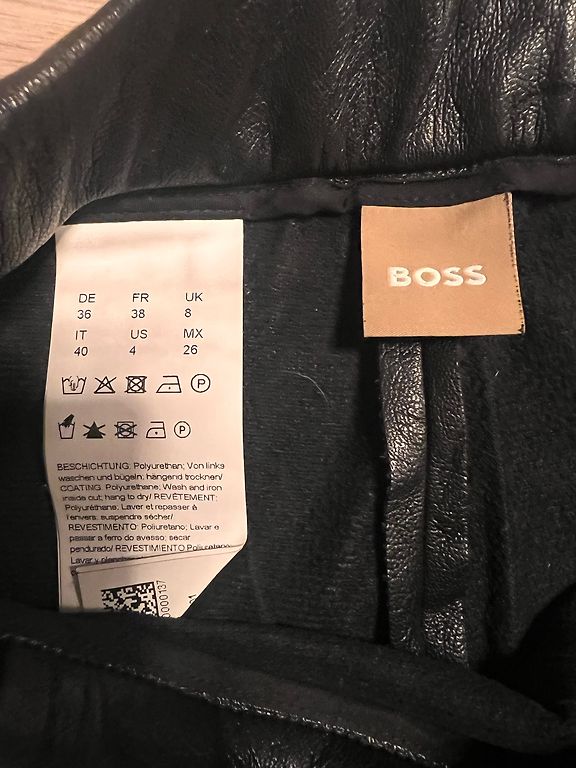 BOSS
DE FR UK
36 38 8
IT US MX
40 4 26
P
P
BESCHICHTUNG: Polyurethan; Von links
waschen und bügeln; hängend trocknen/
COATING: Polyurethane; Wash and iron
inside out; hang to dry/ REVÊTEMENT:
Polyuréthane; Laver et repasser à
l'envers; suspendre sécher/
REVESTIMENTO: Poliuretano; Lavar e
passar a ferro do avesso; secar
pendurado/ REVESTIMIENTO Poliuretano
Lavar y
0000137